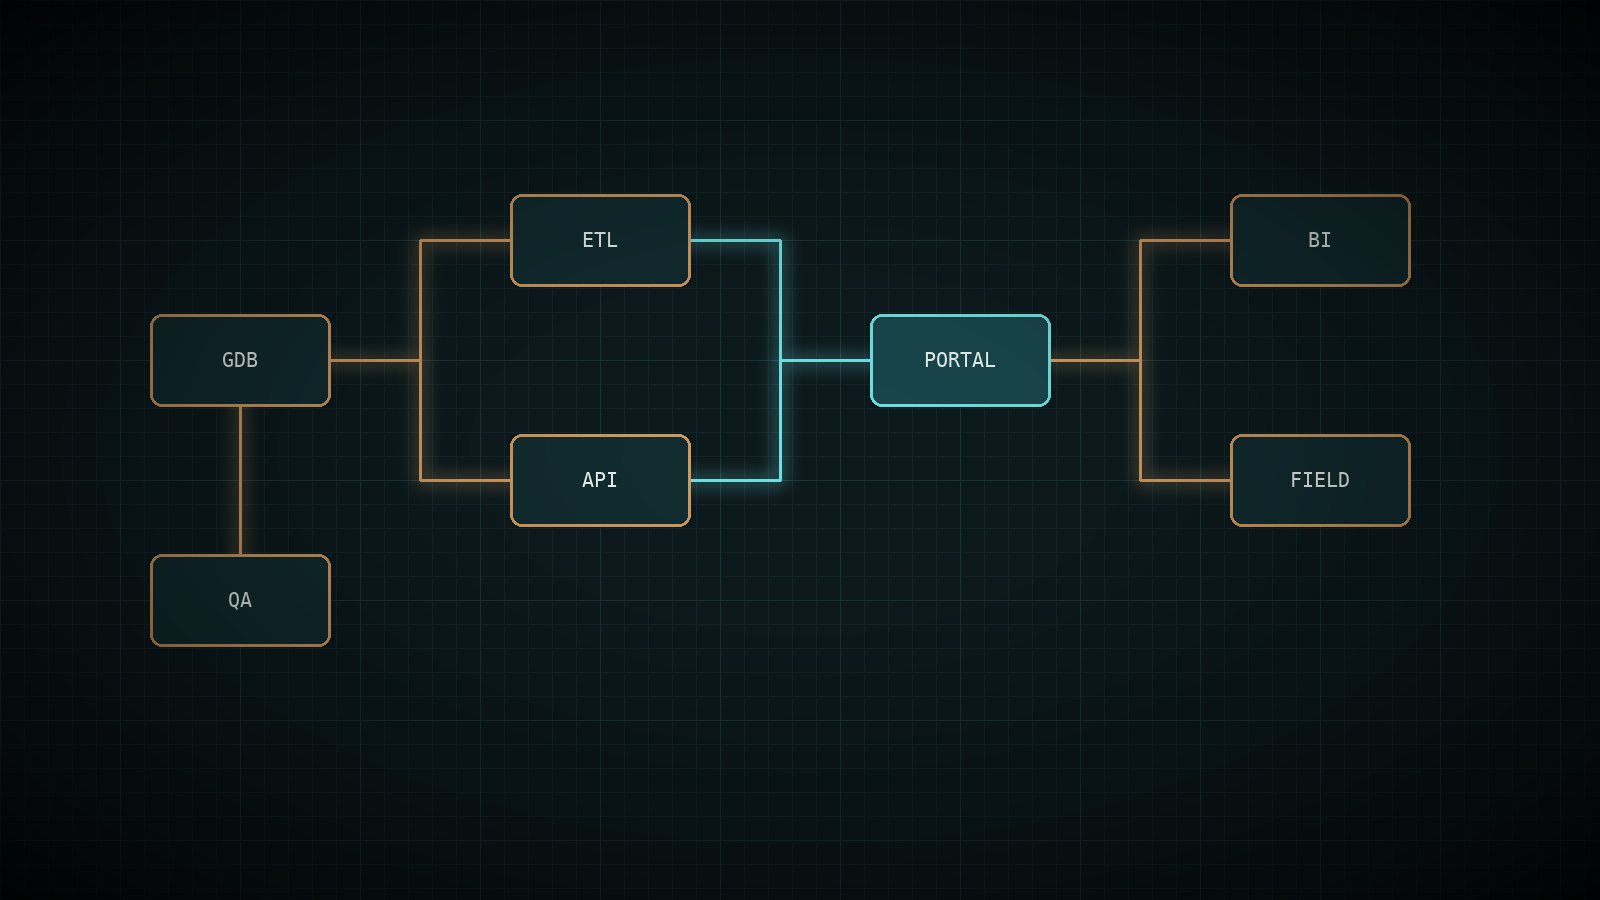 ETL
BI
GDB
PORTAL
API
FIELD
QA